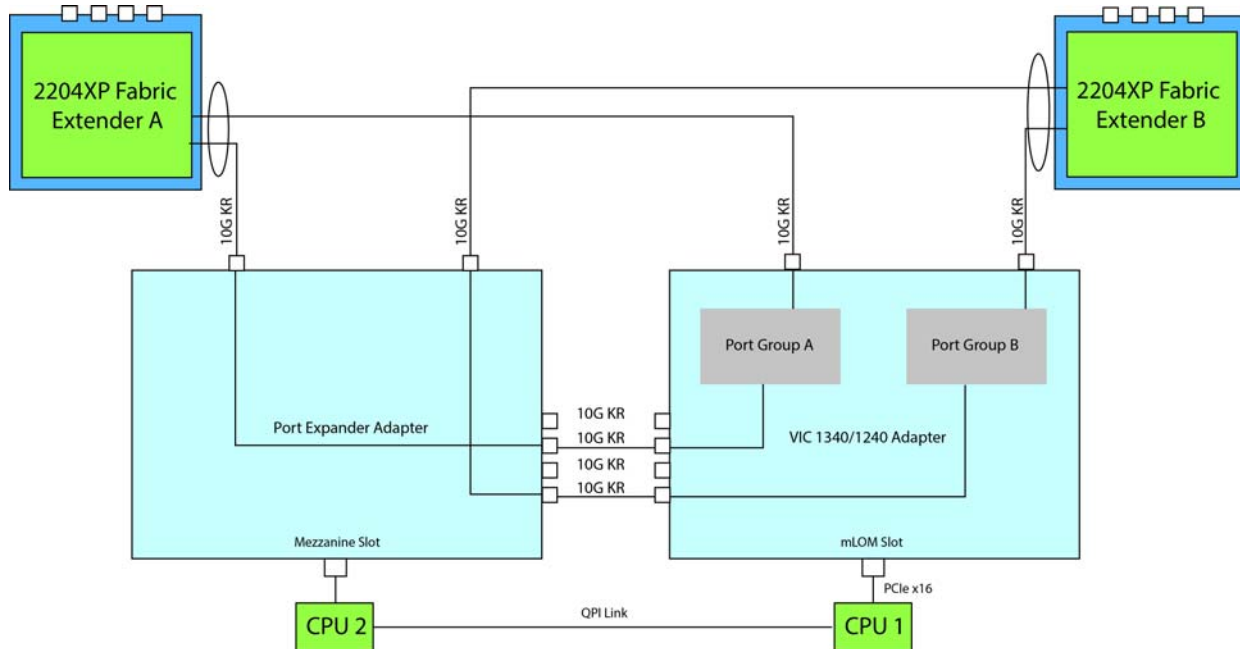 2204XP Fabric
Extender A
2204XP Fabric
Extender B
10G KR
10G KR
10G KR
10G KR
Port Group A
Port Group B
Port Expander Adapter
10G KR
10G KR
10G KR
10G KR
VIC 1340/1240 Adapter
Mezzanine Slot
mLOM Slot
PCIe x16
CPU 2
QPI Link
CPU 1